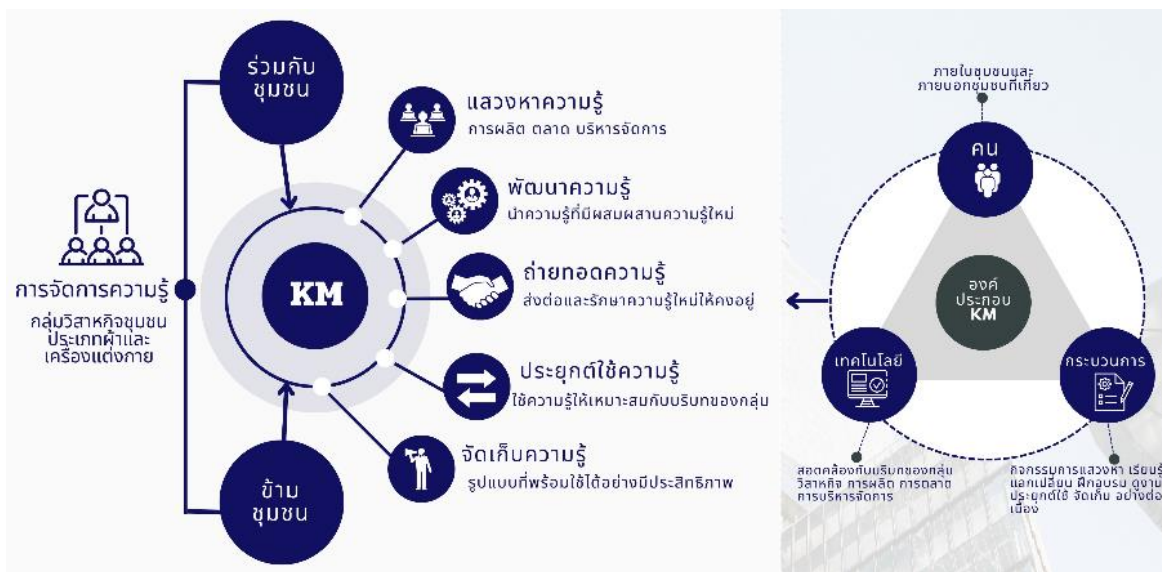 ร่วมกับ
ชุมชน
การจัดการความรู้
กลุ่มวิสาหกิจชุมชน
ประเภทผ้าและ
เครื่องแต่งกาย
ข้าม
ชุมชน
KM
แสวงหาความรู้
การผลิต ตลาด บริหารจัดการ
พัฒนาความรู้
นำความรู้ที่มีผสมผสานความรู้ใหม่
ถ่ายทอดความรู้
ส่งต่อและรักษาความรู้ใหม่ให้คงอยู่
ประยุกต์ใช้ความรู้
ใช้ความรู้ให้เหมาะสมกับบริบทของกลุ่ม
จัดเก็บความรู้
รูปแบบที่พร้อมใช้ได้อย่างมีประสิทธิภาพ
ภายในชุมชนและ
ภายนอกชุมชนที่เกี่ยว
คน
องค์
ประกอบ
KM
เทคโนโลยี
กระบวนการ
สอดคล้องกับบริบทของกลุ่ม
วิสาหกิจ การผลิต การตลาด
การบริหารจัดการ
กิจกรรมการแสวงหา เรียนรู้
แลกเปลี่ยน ฝึกอบรม ดูงาน
ประยุกต์ใช้ จัดเก็บ อย่างต่อ
เนื่อง